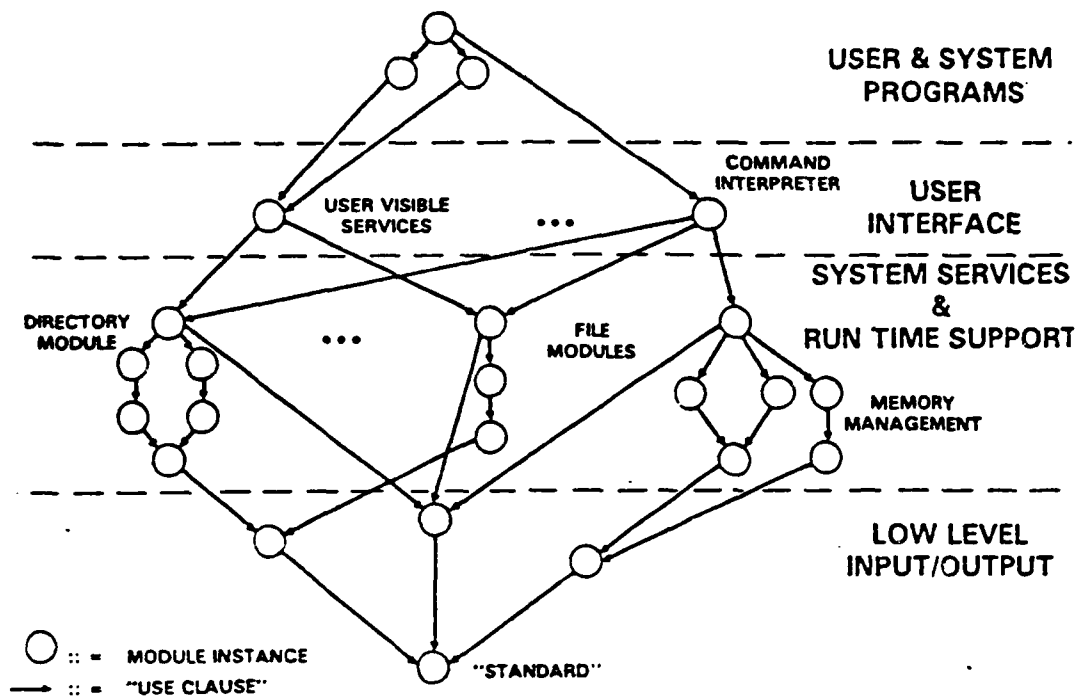 USER & SYSTEM
PROGRAMS
COMMAND
INTERPRETER
USER
INTERFACE
USER VISIBLE
SERVICES
•••
SYSTEM SERVICES
&
RUN TIME SUPPORT
DIRECTORY
MODULE
•••
FILE
MODULES
MEMORY
MANAGEMENT
LOW LEVEL
INPUT/OUTPUT
:: = MODULE INSTANCE
"STANDARD"
:: = "USE CLAUSE"